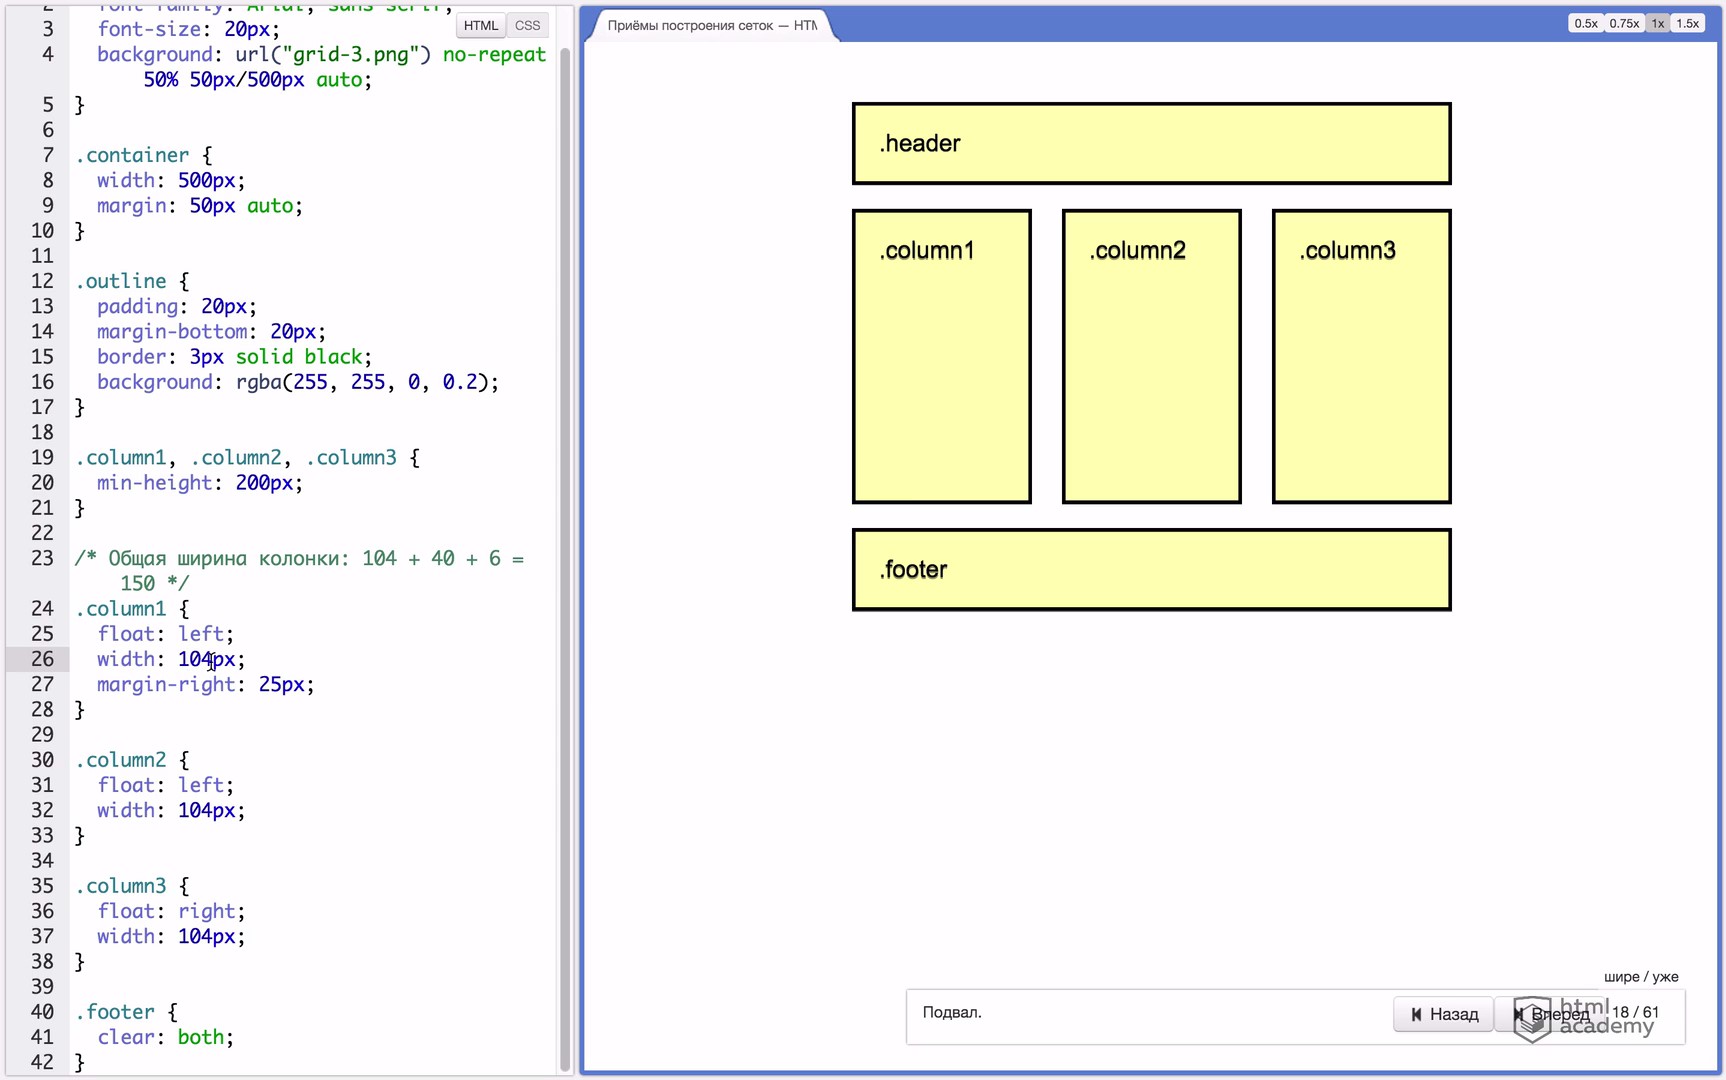 2 font-family: Arial, sans-serif;
3 font-size: 20px;
4 background: url("grid-3.png") no-repeat
50% 50px/500px auto;
5 }
6
7 .container {
8 width: 500px;
9 margin: 50px auto;
10 }
11
12 .outline {
13 padding: 20px;
14 margin-bottom: 20px;
15 border: 3px solid black;
16 background: rgba(255, 255, 0, 0.2);
17 }
18
19 .column1, .column2, .column3 {
20 min-height: 200px;
21 }
22
23 /* Общая ширина колонки: 104 + 40 + 6 =
150 */
24 .column1 {
25 float: left;
26 width: 104px;
27 margin-right: 25px;
28 }
29
30 .column2 {
31 float: left;
32 width: 104px;
33 }
34
35 .column3 {
36 float: right;
37 width: 104px;
38 }
39
40 .footer {
41 clear: both;
42 }
HTML CSS
Приёмы построения сеток — HTM
0.5x 0.75x 1x 1.5x
.header
.column1 .column2 .column3
.footer
шире / уже
Подвал.
Назад Вперед 18 / 61
html
academy